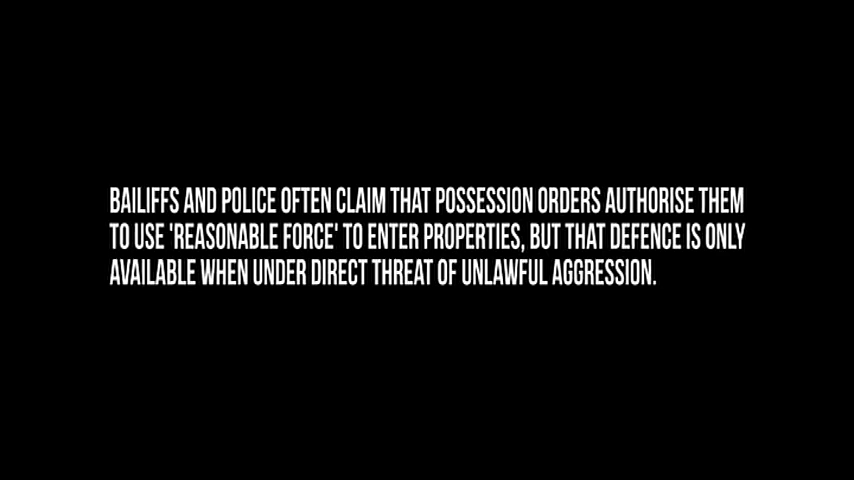 BAILIFFS AND POLICE OFTEN CLAIM THAT POSSESSION ORDERS AUTHORISE THEM
TO USE 'REASONABLE FORCE' TO ENTER PROPERTIES, BUT THAT DEFENCE IS ONLY
AVAILABLE WHEN UNDER DIRECT THREAT OF UNLAWFUL AGGRESSION.